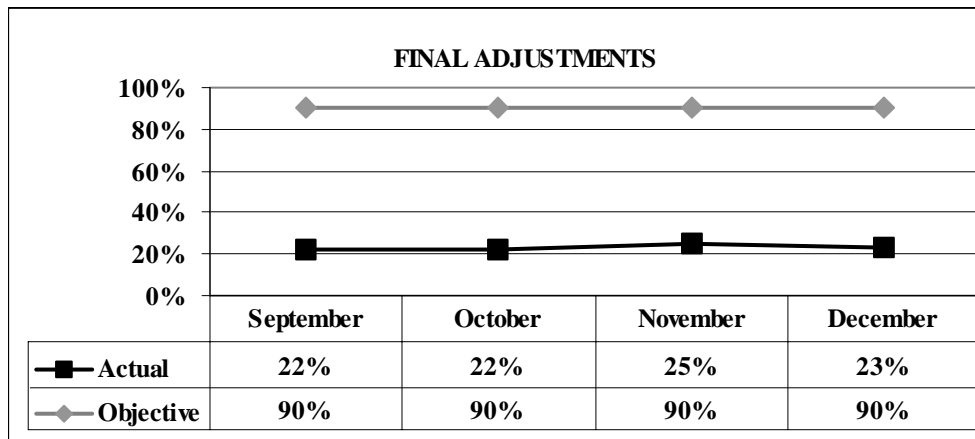 FINAL ADJUSTMENTS
100%
80%
60%
40%
20%
0%
September October November December
Actual 22% 22% 25% 23%
Objective 90% 90% 90% 90%